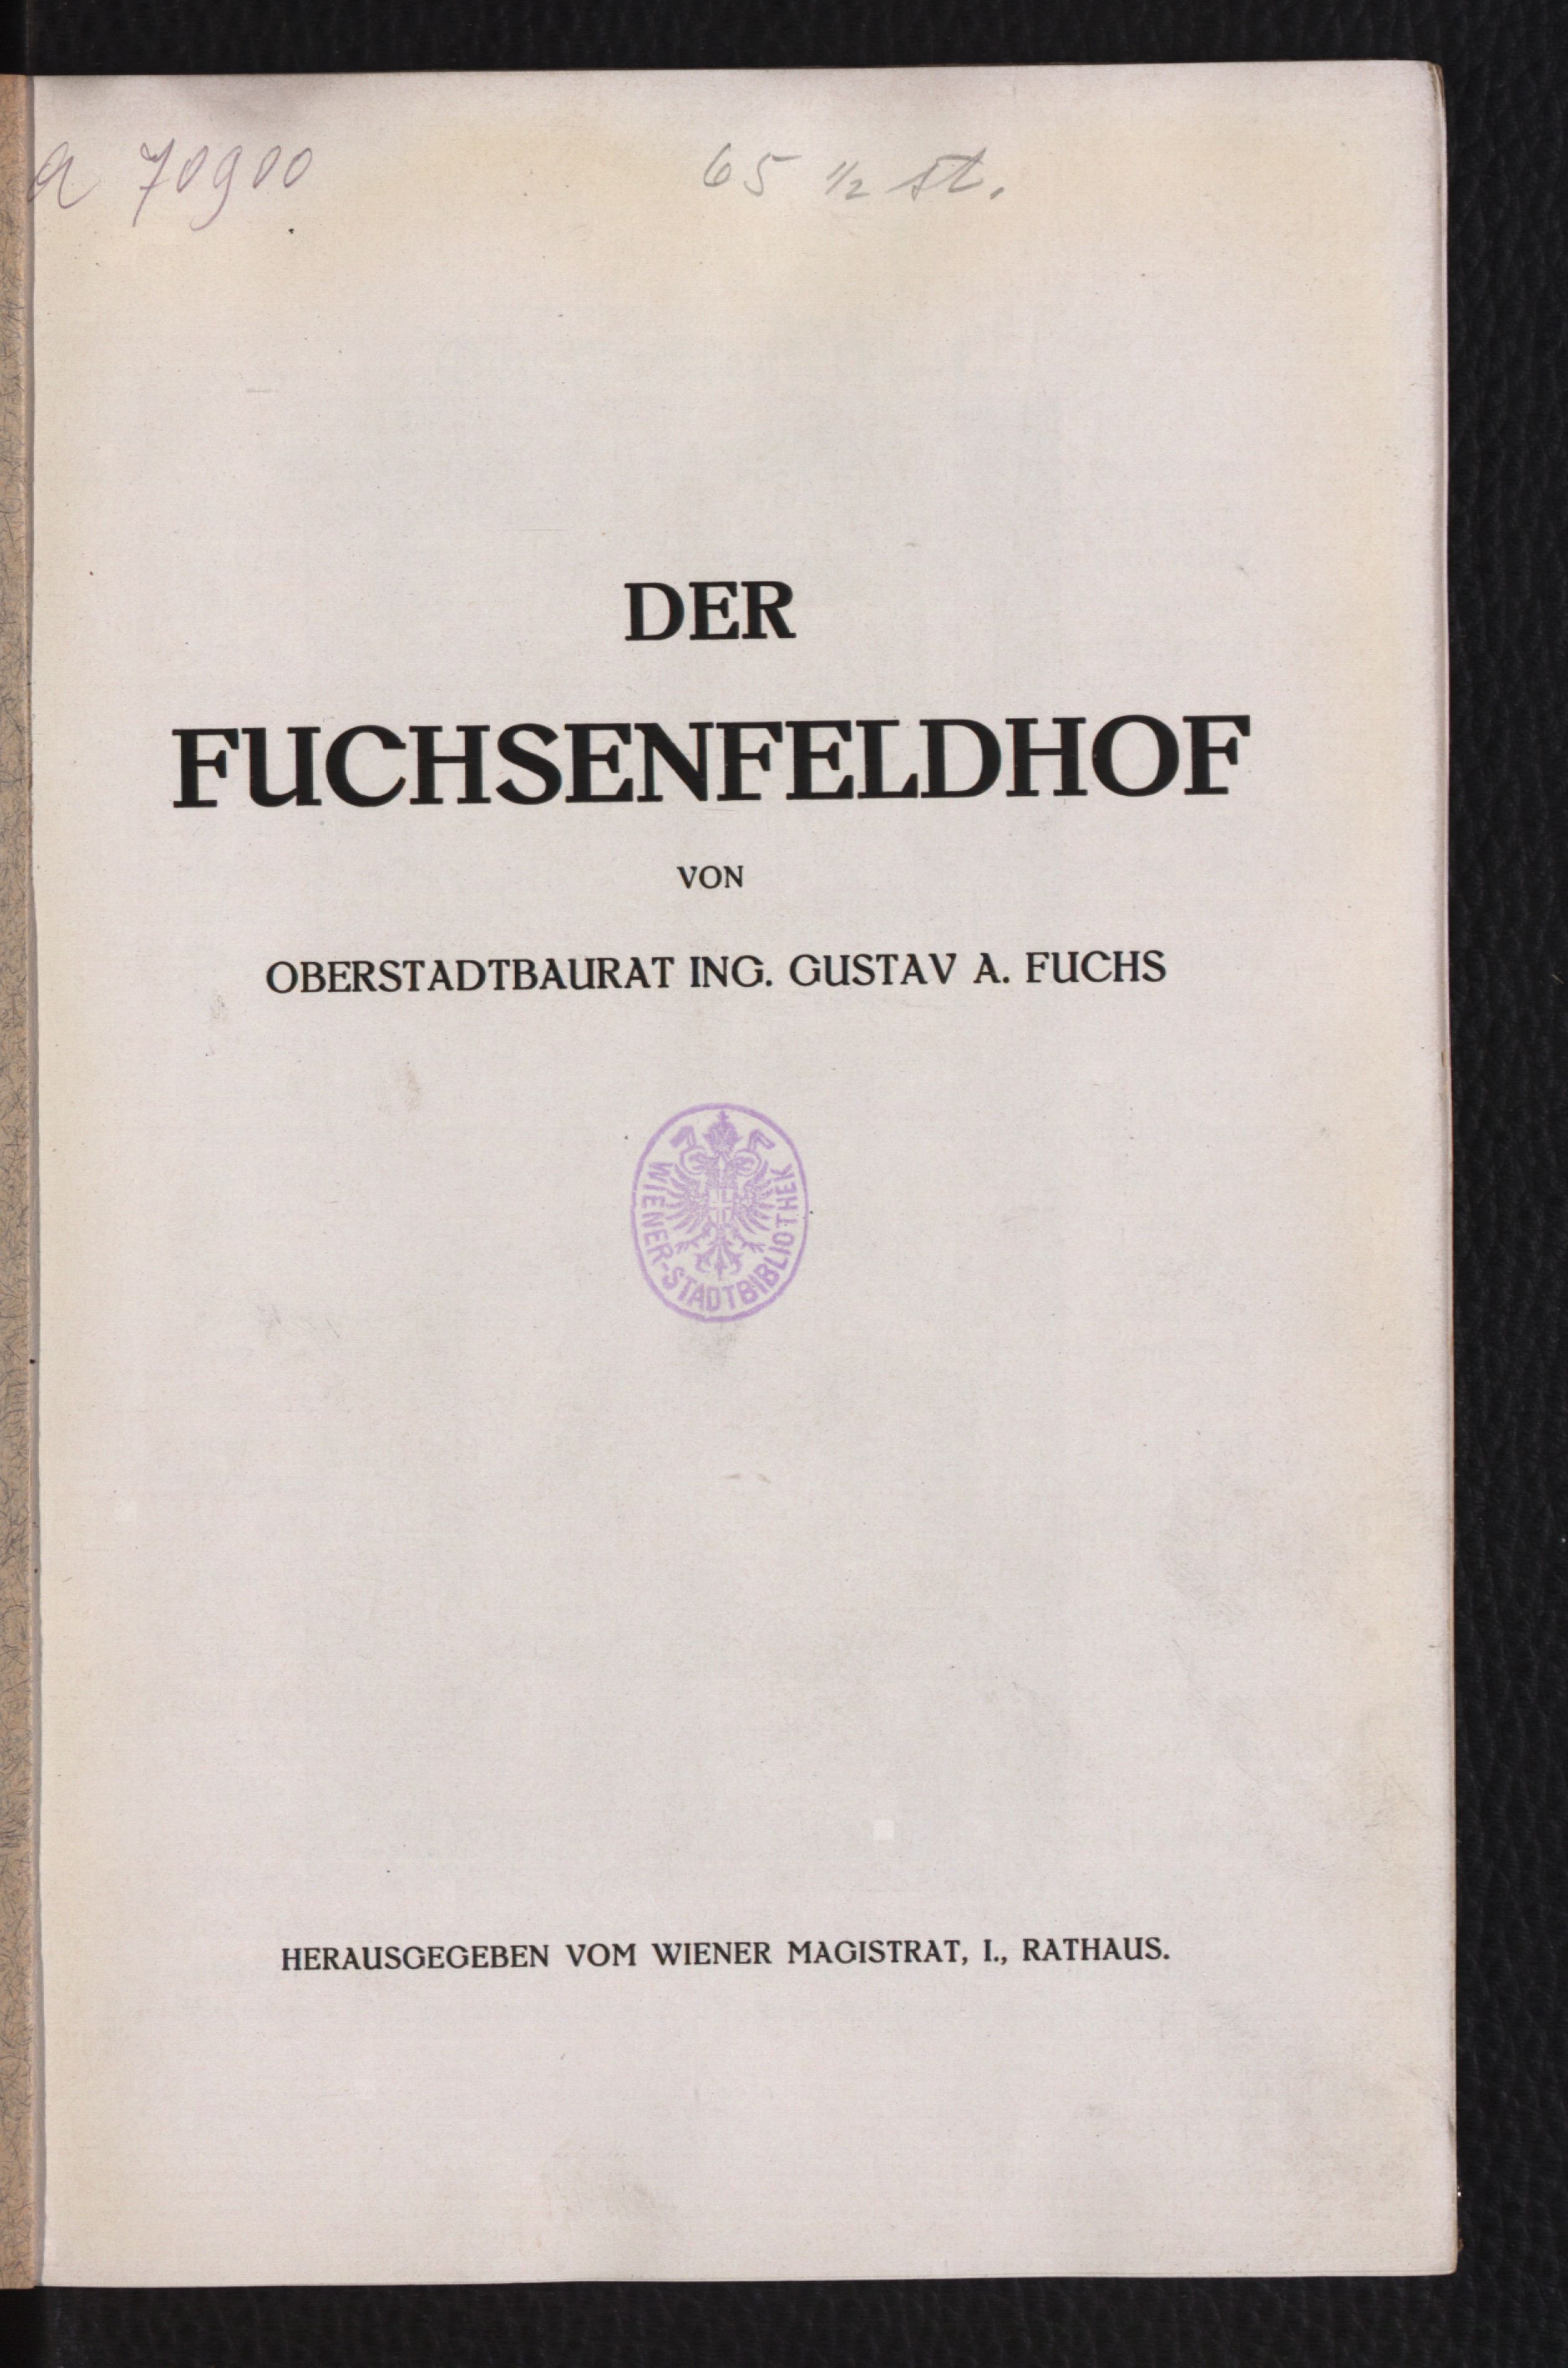 a 70900
65 1/2 st.
DER
FUCHSENFELDHOF
VON
OBERSTADTBAURAT ING. GUSTAV A. FUCHS
WIENER-STADTBIBLIOTHEK
HERAUSGEGEBEN VOM WIENER MAGISTRAT, I., RATHAUS.